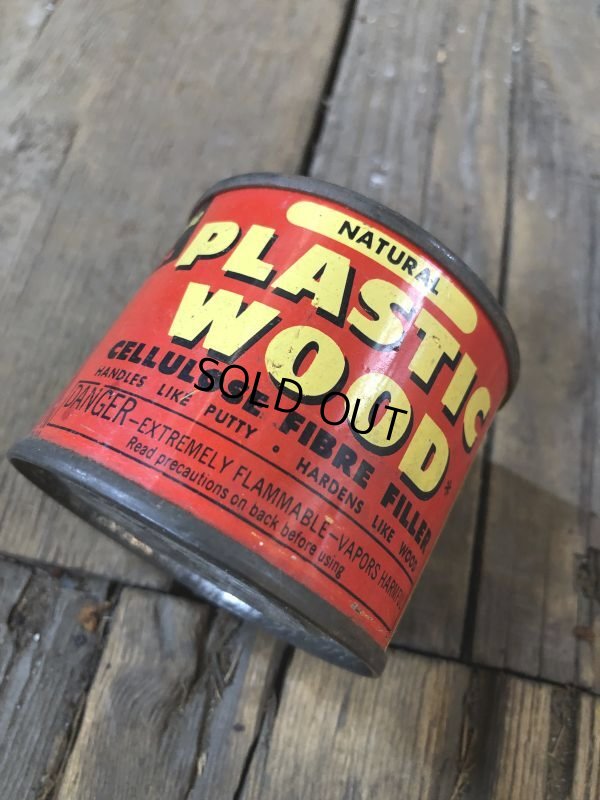 NATURAL
PLASTIC
WOOD*
CELLULOSE FIBRE FILLER
HANDLES LIKE PUTTY • HARDENS LIKE WOOD
DANGER—EXTREMELY FLAMMABLE—VAPORS HARMFUL
Read precautions on back before using
SOLD OUT